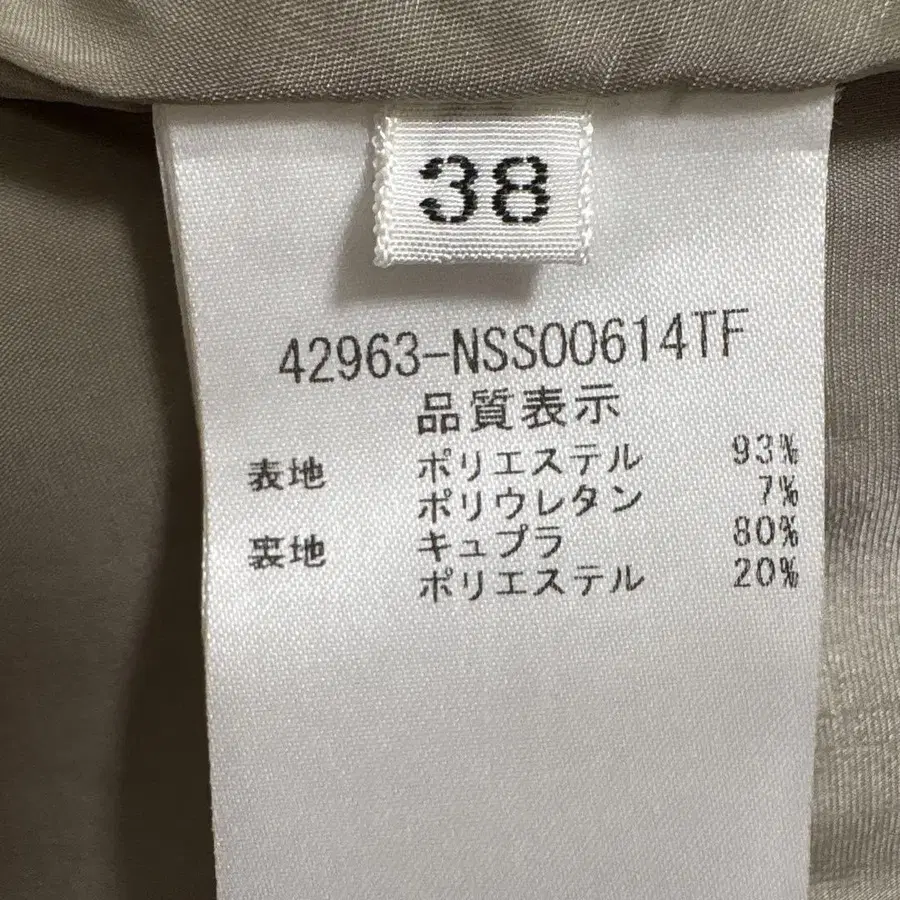 38
42963-NSS00614TF
品質表示
表地 ポリエステル 93%
ポリウレタン 7%
裏地 キュプラ 80%
ポリエステル 20%